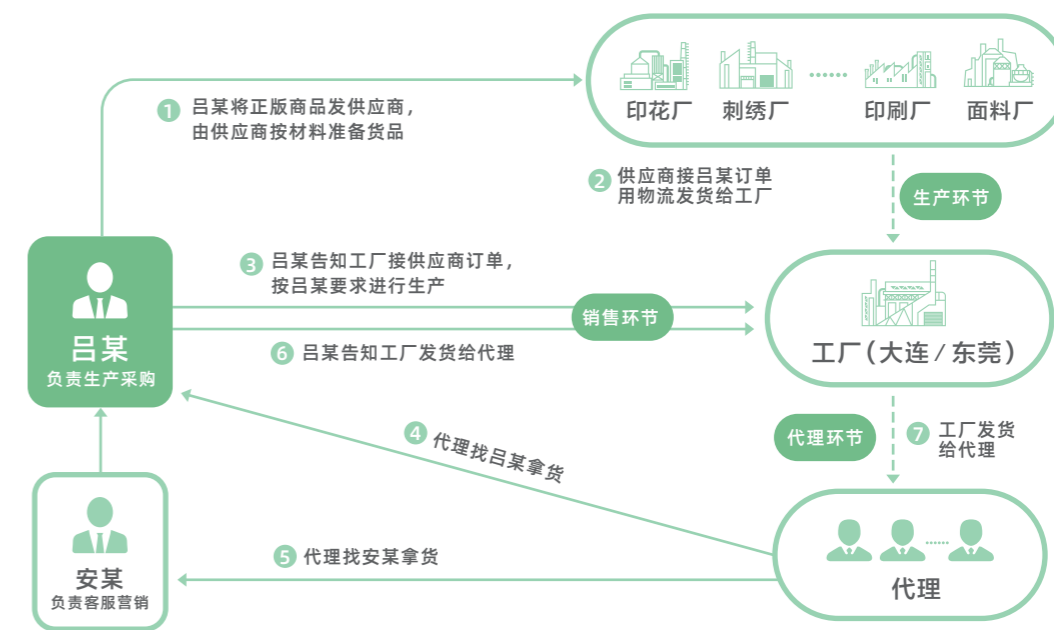 印花厂
刺绣厂
印刷厂
面料厂
1 吕某将正版商品发供应商，
由供应商按材料准备货品
2 供应商接吕某订单
用物流发货给工厂
生产环节
3 吕某告知工厂接供应商订单，
按吕某要求进行生产
销售环节
6 吕某告知工厂发货给代理
吕某
负责生产采购
工厂（大连/东莞）
4 代理找吕某拿货
代理环节
7 工厂发货
给代理
5 代理找安某拿货
安某
负责客服营销
代理